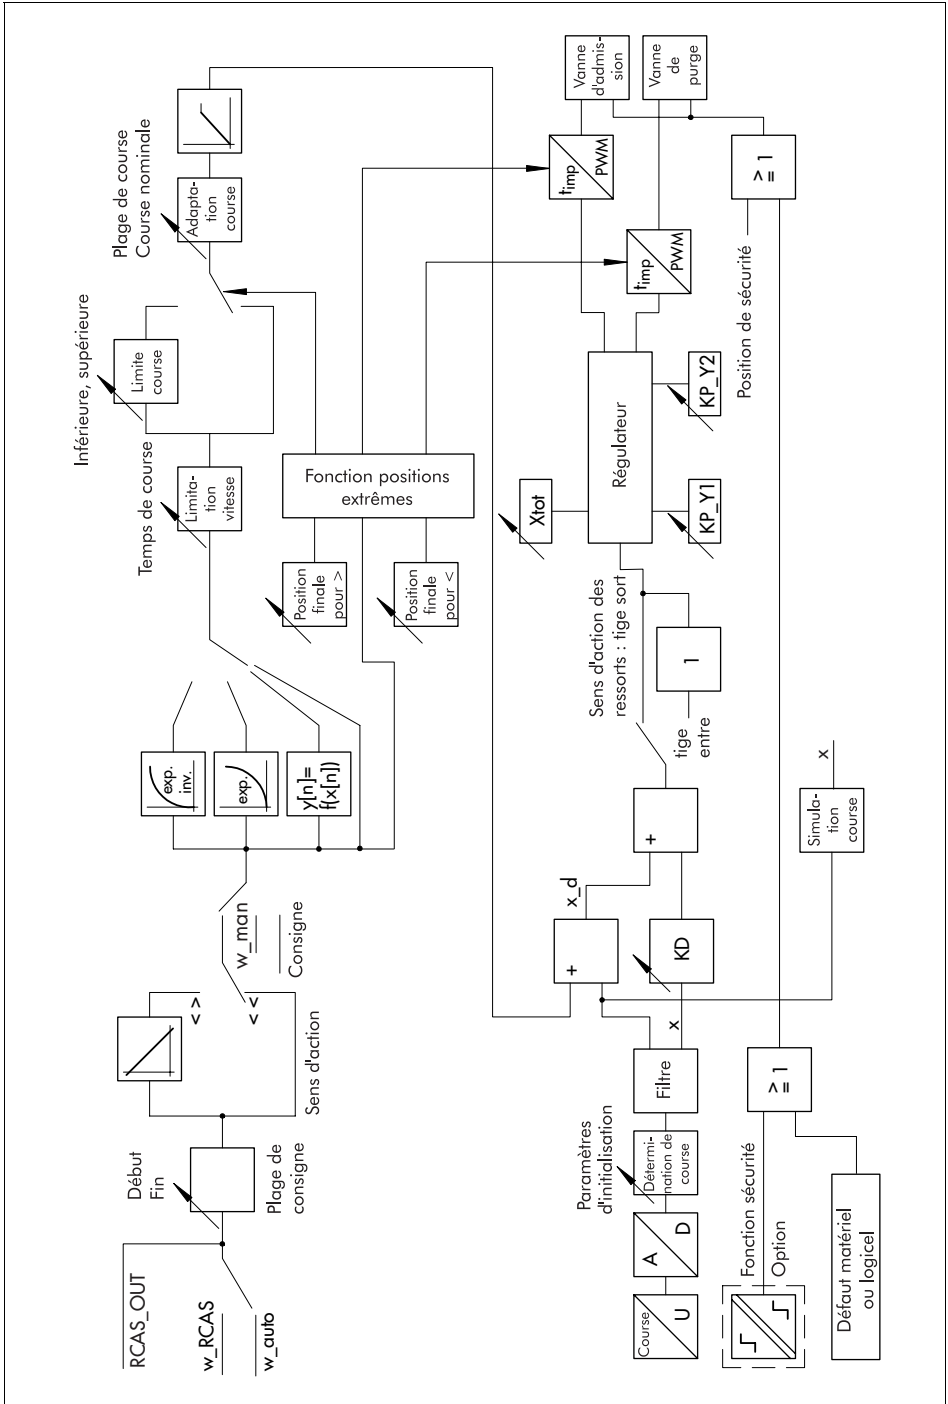 RCAS_OUT
w_RCAS
w_auto
Début
Fin
Plage de
consigne
Sens d'action
< >
< <
w_man
Consigne
exp.
inv.
exp.
y[n]=
f(x[n])
Temps de course
Limita-
tion
vitesse
Inférieure, supérieure
Limite
course
Plage de course
Course nominale
Adapta-
tion
course
Position
finale
pour >
Position
finale
pour <
Fonction positions
extrêmes
Course
U
A
D
Paramètres
d'initialisation
Détermi-
nation de
course
Filtre
x
+
x_d
KD
+
Sens d'action des
ressorts : tige sort
tige
entre
1
Régulateur
Xtot
KP_Y1
KP_Y2
timp
PWM
timp
PWM
Vanne
d'admis-
sion
Vanne
de
purge
≥ 1
Position de sécurité
Fonction sécurité
Option
Défaut matériel
ou logicel
≥ 1
Simula-
tion
course
x